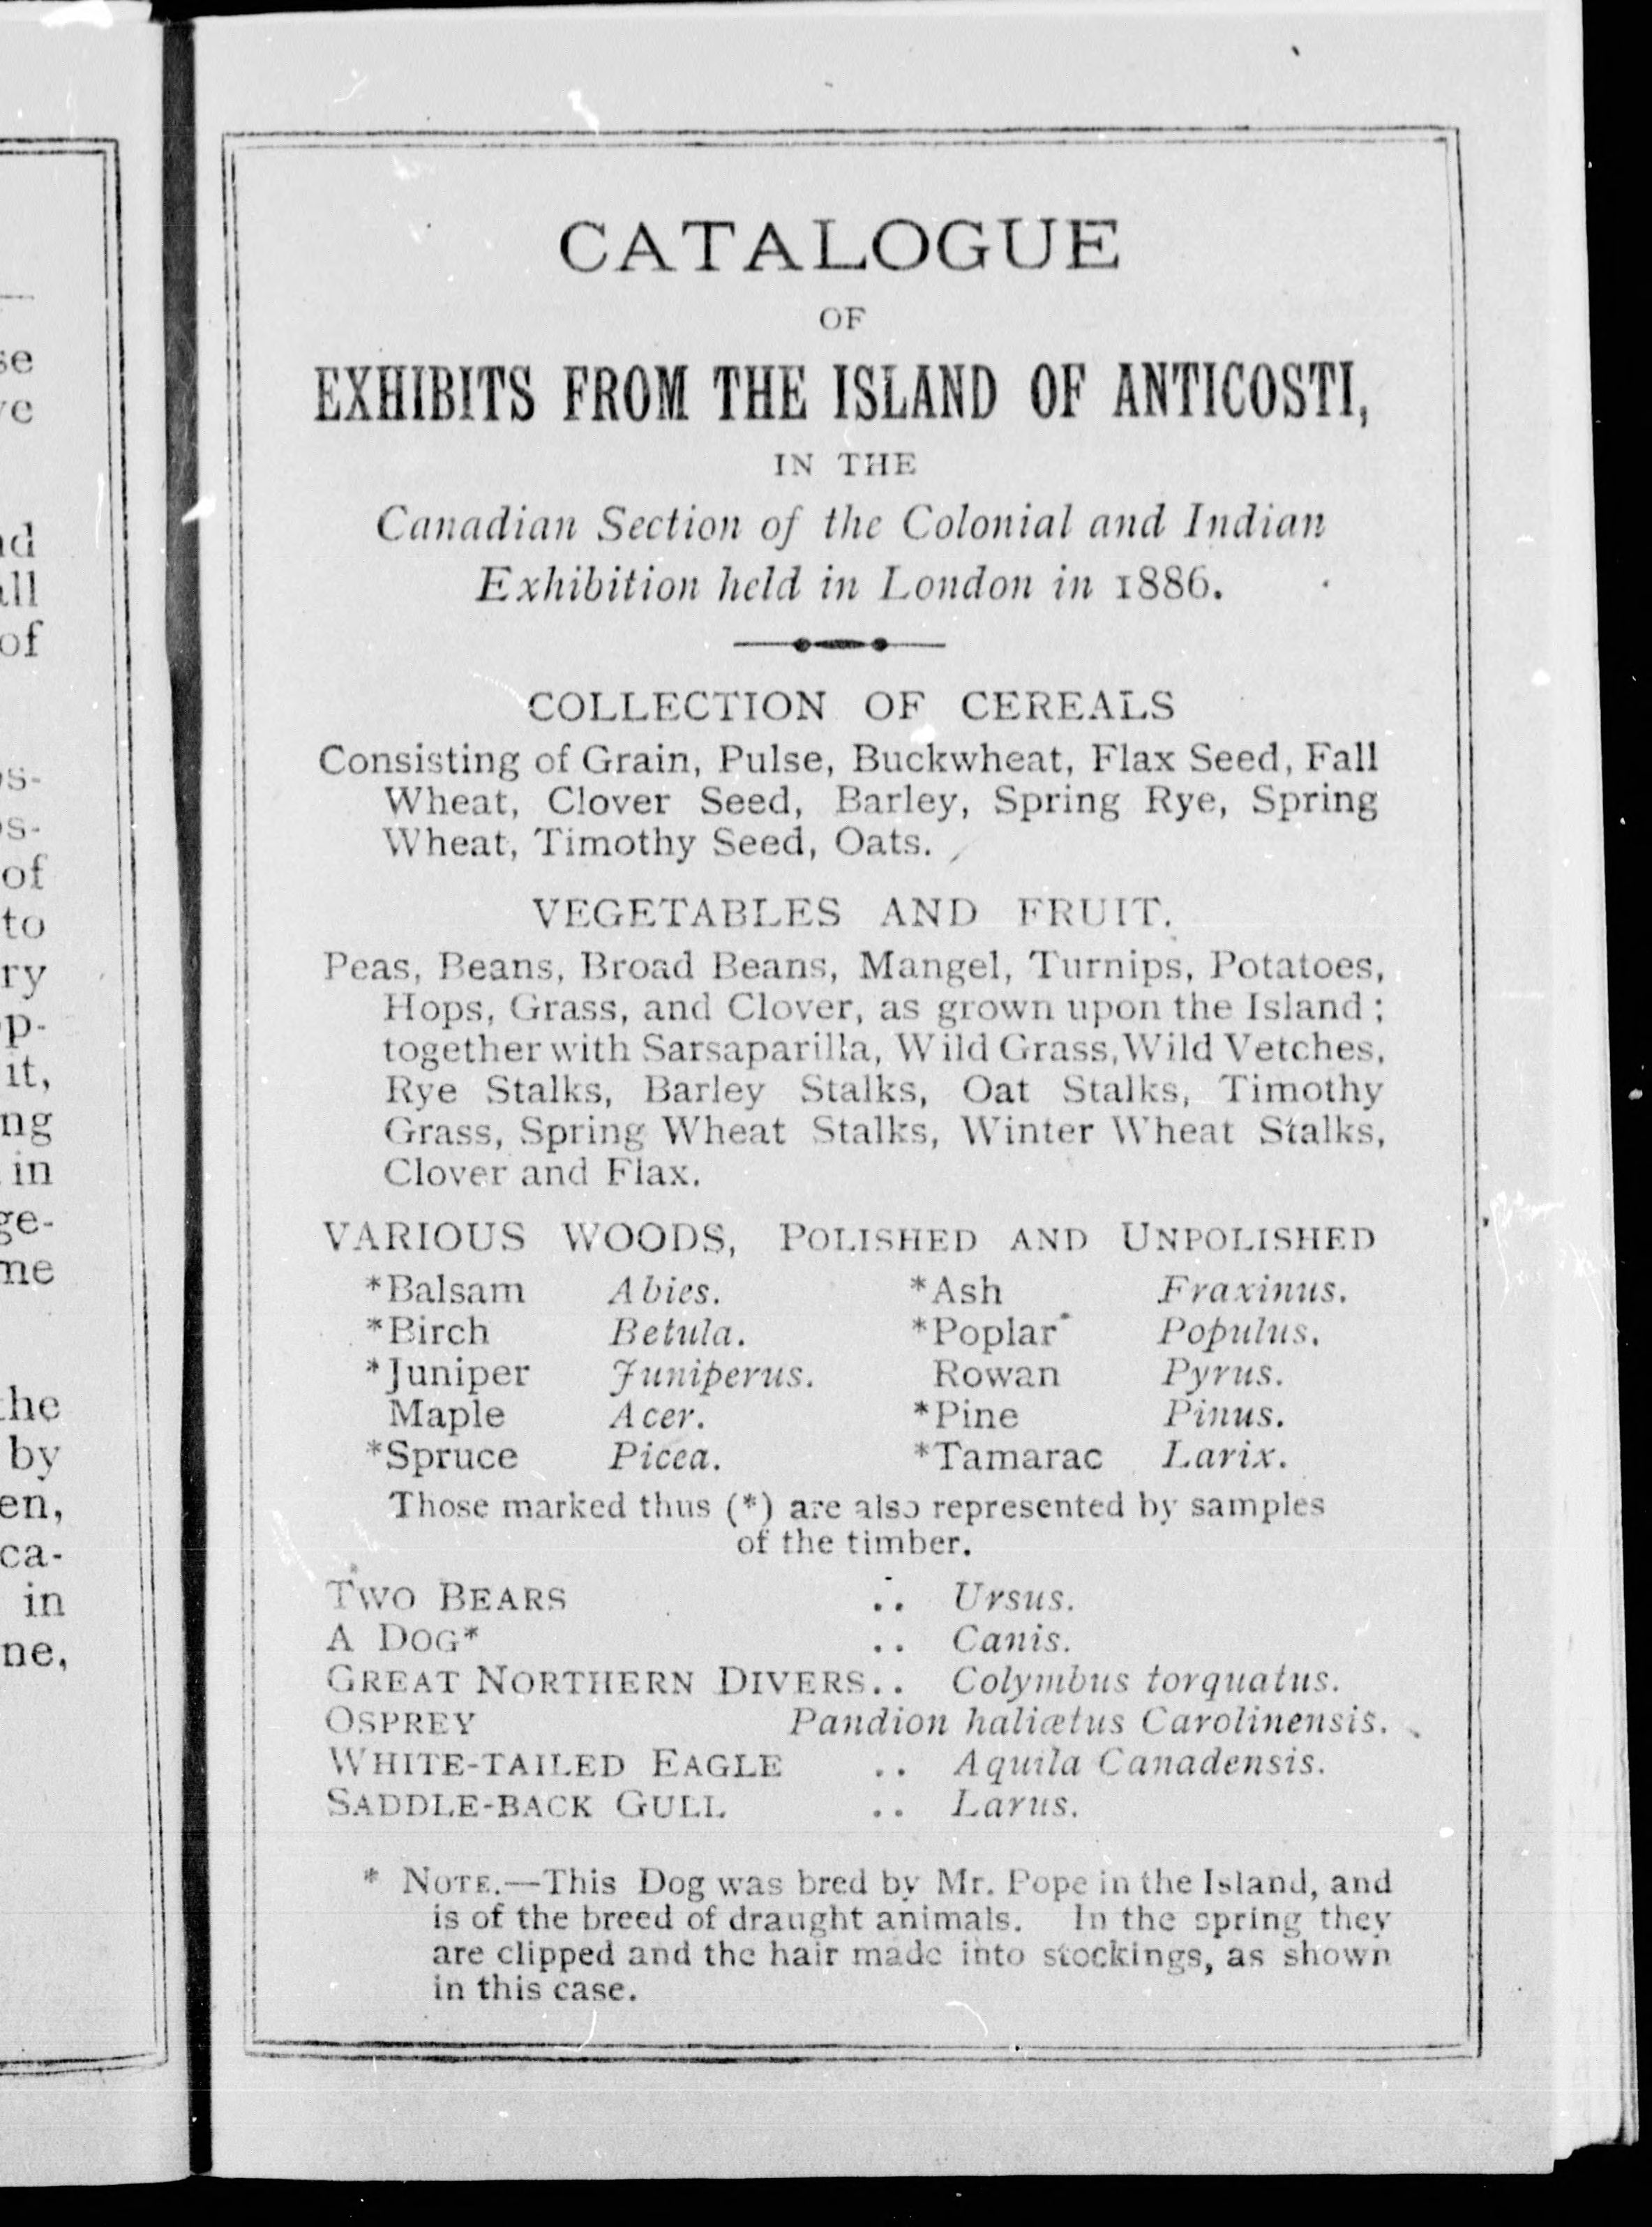 CATALOGUE
OF
EXHIBITS FROM THE ISLAND OF ANTICOSTI,
IN THE
Canadian Section of the Colonial and Indian
Exhibition held in London in 1886.
COLLECTION OF CEREALS
Consisting of Grain, Pulse, Buckwheat, Flax Seed, Fall
Wheat, Clover Seed, Barley, Spring Rye, Spring
Wheat, Timothy Seed, Oats.
VEGETABLES AND FRUIT.
Peas, Beans, Broad Beans, Mangel, Turnips, Potatoes,
Hops, Grass, and Clover, as grown upon the Island ;
together with Sarsaparilla, Wild Grass, Wild Vetches,
Rye Stalks, Barley Stalks, Oat Stalks, Timothy
Grass, Spring Wheat Stalks, Winter Wheat Stalks,
Clover and Flax.
VARIOUS WOODS, POLISHED AND UNPOLISHED
*Balsam Abies. *Ash Fraxinus.
*Birch Betula. *Poplar Populus.
*Juniper Juniperus. Rowan Pyrus.
Maple Acer. *Pine Pinus.
*Spruce Picea. *Tamarac Larix.
Those marked thus (*) are also represented by samples
of the timber.
TWO BEARS .. Ursus.
A DOG* .. Canis.
GREAT NORTHERN DIVERS.. Colymbus torquatus.
OSPREY Pandion haliætus Carolinensis.
WHITE-TAILED EAGLE .. Aquila Canadensis.
SADDLE-BACK GULL .. Larus.
* NOTE.—This Dog was bred by Mr. Pope in the Island, and
is of the breed of draught animals. In the spring they
are clipped and the hair made into stockings, as shown
in this case.